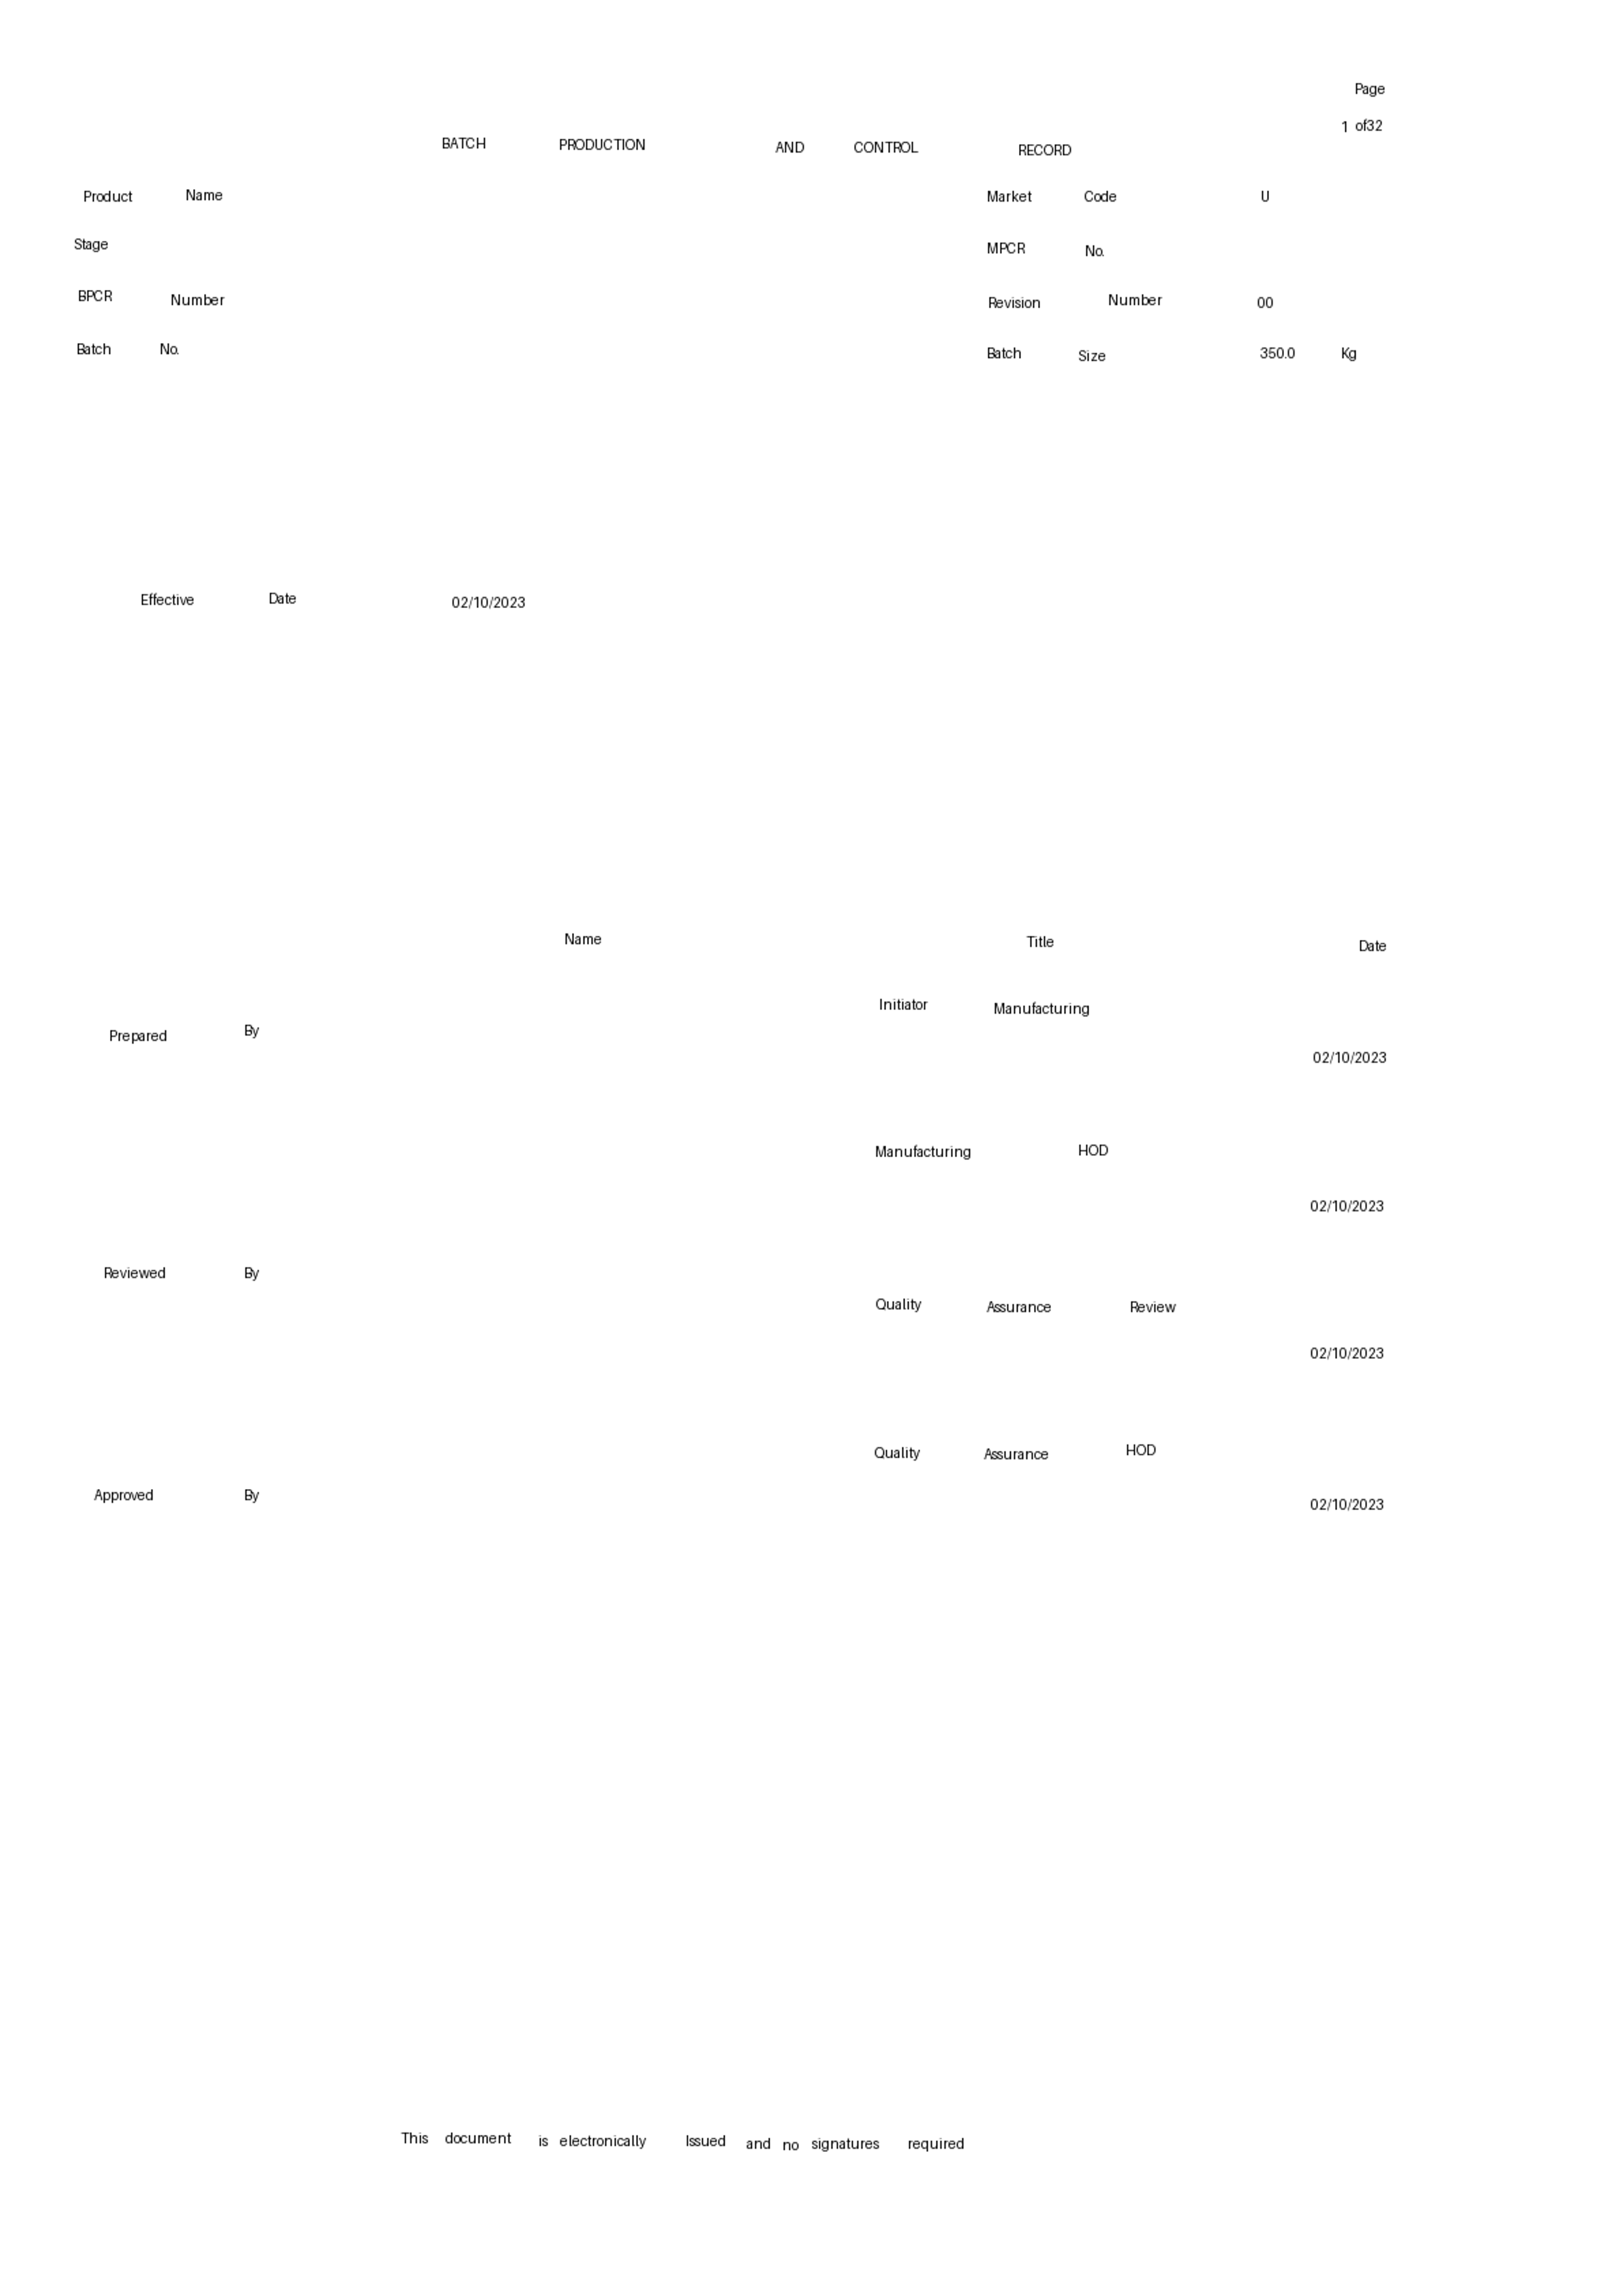 Page
1 of32
BATCH PRODUCTION AND CONTROL RECORD
Product Name Market Code U
Stage MPCR No.
BPCR Number Revision Number 00
Batch No. Batch Size 350.0 Kg
Effective Date 02/10/2023
Name Title Date
Initiator Manufacturing
Prepared By
02/10/2023
Manufacturing HOD
02/10/2023
Reviewed By
Quality Assurance Review
02/10/2023
Quality Assurance HOD
Approved By
02/10/2023
This document is electronically Issued and no signatures required